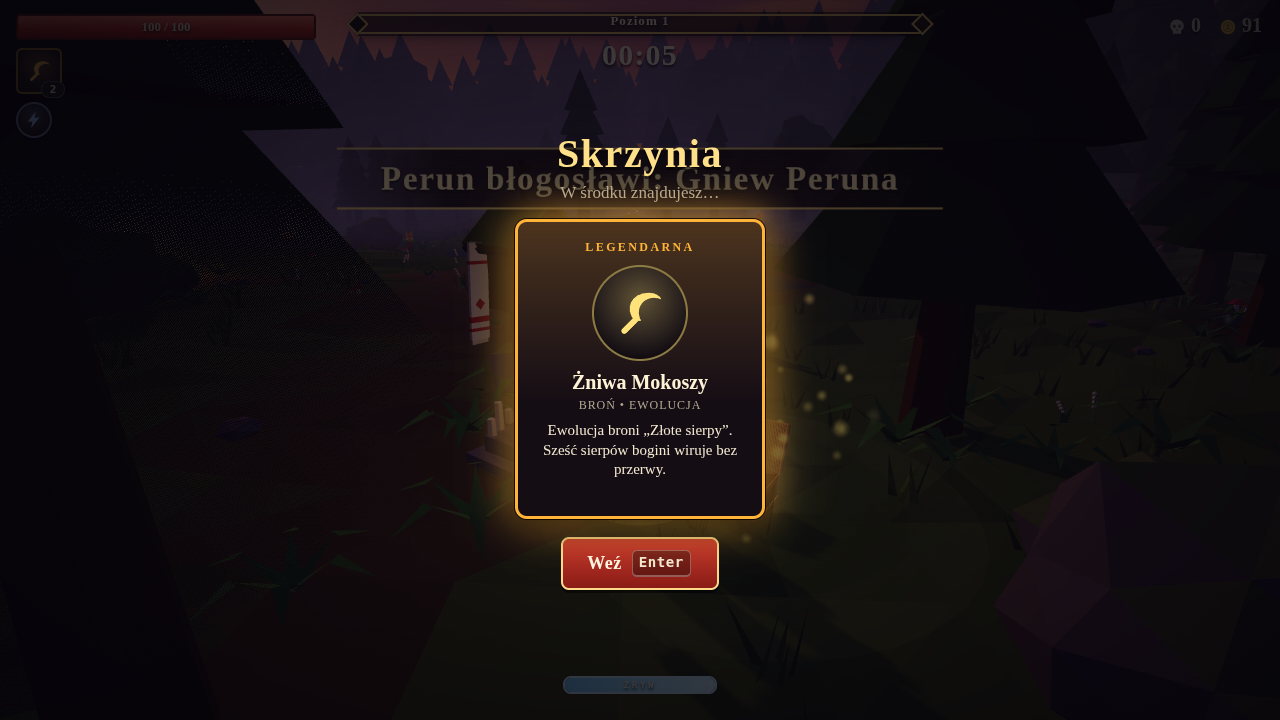 100 / 100
Poziom 1
0
91
00:05
2
Skrzynia
Perun błogosławi: Gniew Peruna
W środku znajdujesz…
LEGENDARNA
Żniwa Mokoszy
BROŃ • EWOLUCJA
Ewolucja broni „Złote sierpy”.
Sześć sierpów bogini wiruje bez
przerwy.
Weź Enter